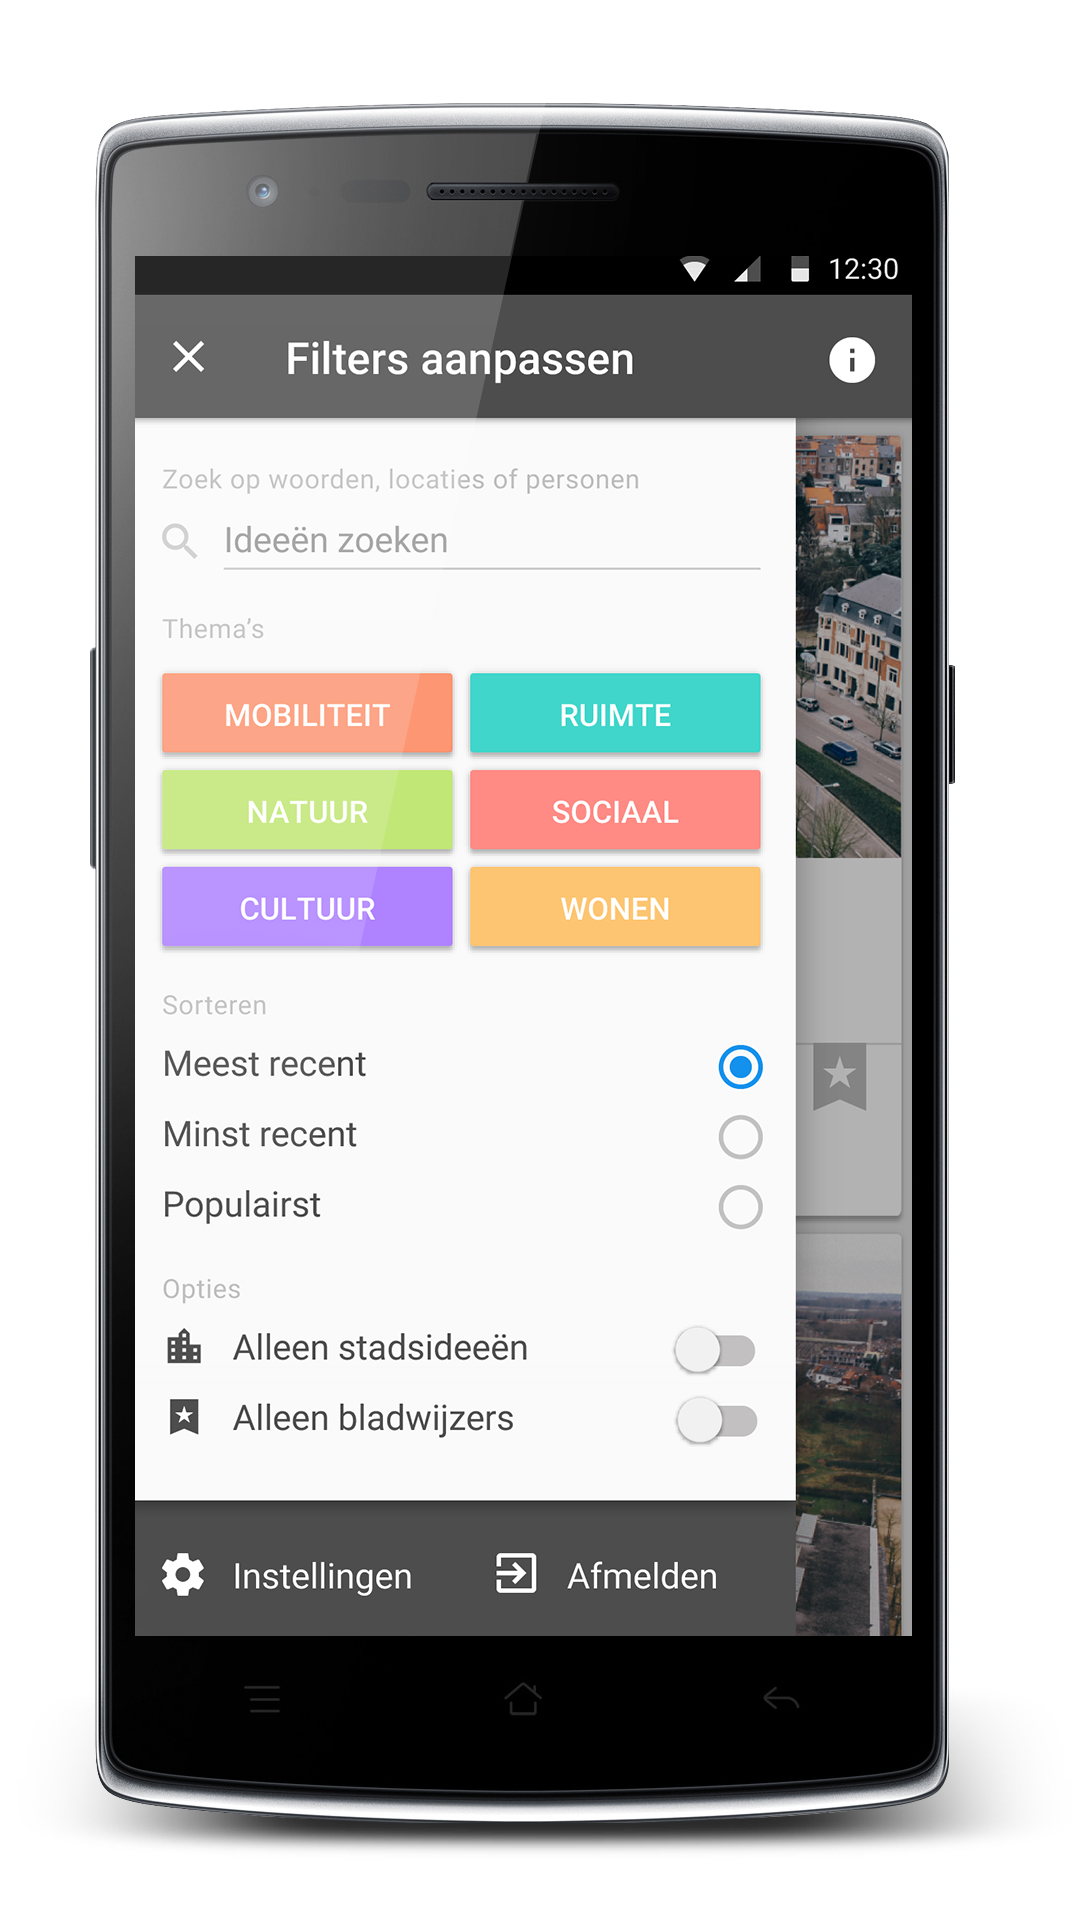 12:30
Filters aanpassen
Zoek op woorden, locaties of personen
Ideeën zoeken
Thema’s
MOBILITEIT RUIMTE
NATUUR SOCIAAL
CULTUUR WONEN
Sorteren
Meest recent
Minst recent
Populairst
Opties
Alleen stadsideeën
Alleen bladwijzers
Instellingen Afmelden